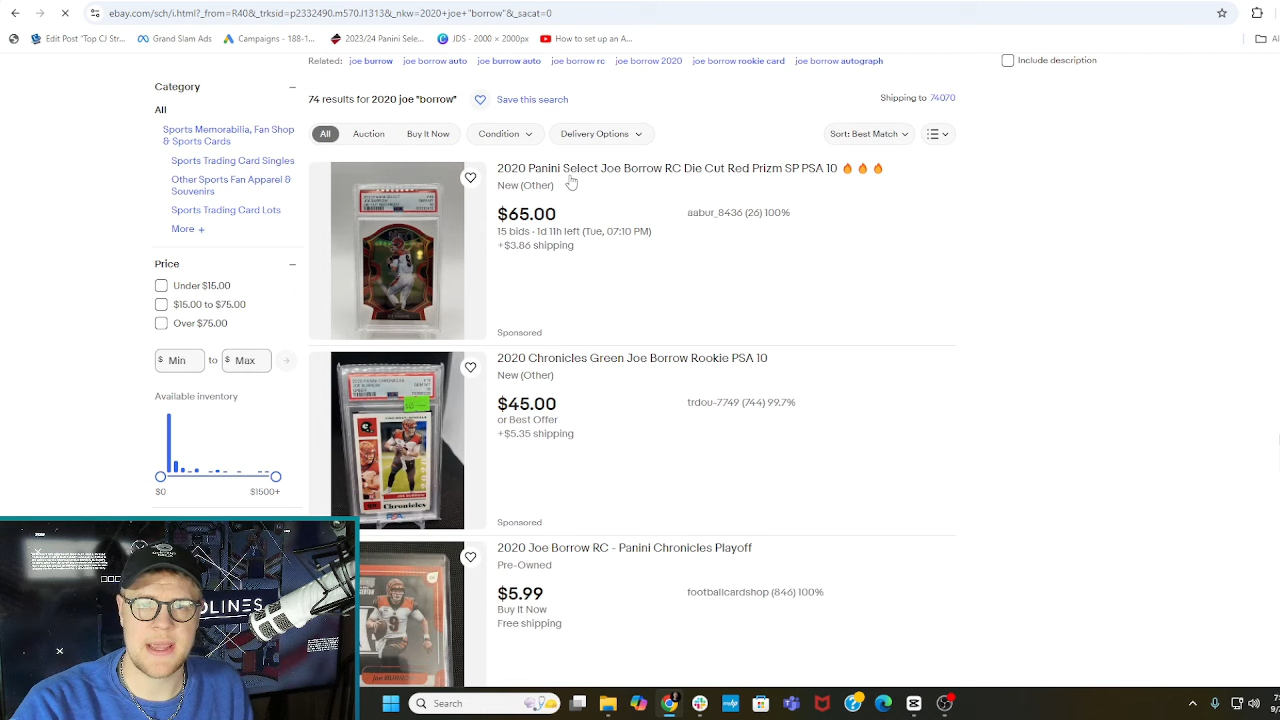 ebay.com/sch/i.html?_from=R40&_trksid=p2332490.m570.l1313&_nkw=2020+joe+"borrow"&_sacat=0
Edit Post "Top CJ Str...
Grand Slam Ads
Campaigns - 188-1...
2023/24 Panini Sele...
JDS - 2000 × 2000px
How to set up an A...
Al
Related: joe burrow joe borrow auto joe burrow auto joe borrow rc joe borrow 2020 joe borrow rookie card joe borrow autograph
Include description
Category
All
Sports Memorabilia, Fan Shop
& Sports Cards
Sports Trading Card Singles
Other Sports Fan Apparel &
Souvenirs
Sports Trading Card Lots
More +
Price
Under $15.00
$15.00 to $75.00
Over $75.00
$ Min to $ Max
Available inventory
$0 $1500+
74 results for 2020 joe "borrow"
Save this search
Shipping to 74070
All Auction Buy It Now Condition Delivery Options Sort: Best Match
2020 Panini Select Joe Borrow RC Die Cut Red Prizm SP PSA 10 🔥 🔥 🔥
New (Other)
$65.00
15 bids · 1d 11h left (Tue, 07:10 PM)
+$3.86 shipping
aabur_8436 (26) 100%
Sponsored
2020 Chronicles Green Joe Borrow Rookie PSA 10
New (Other)
$45.00
or Best Offer
+$5.35 shipping
trdou-7749 (744) 99.7%
Chronicles
Sponsored
2020 Joe Borrow RC - Panini Chronicles Playoff
Pre-Owned
$5.99
Buy It Now
Free shipping
footballcardshop (846) 100%
OLINE
Search